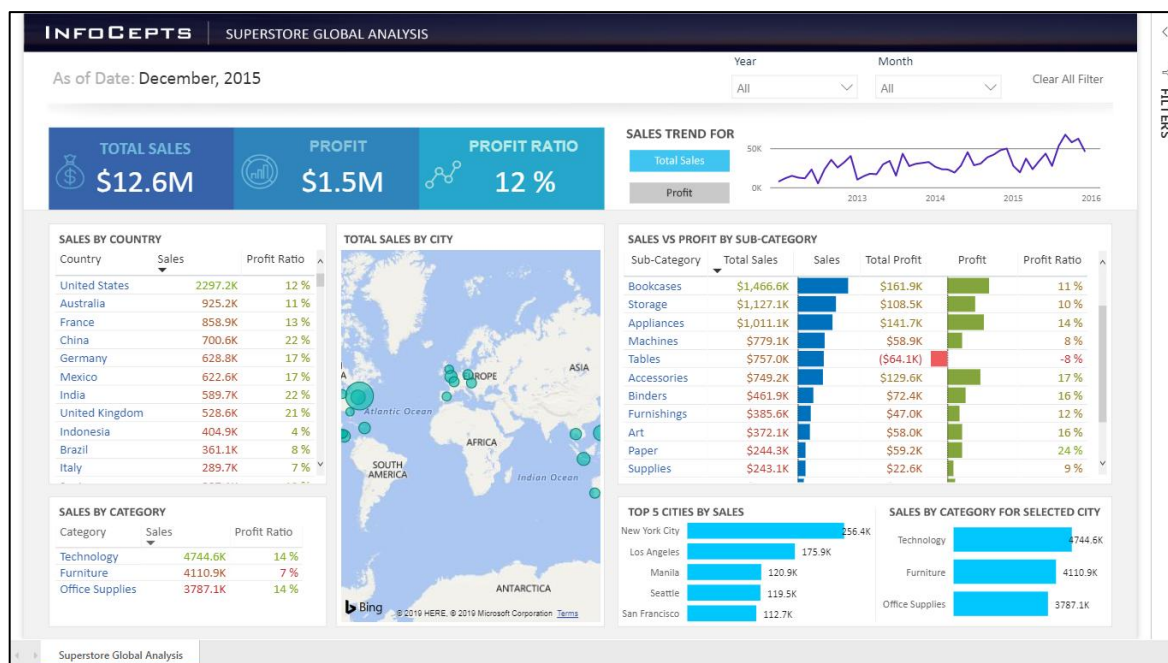 INFOCEPTS SUPERSTORE GLOBAL ANALYSIS
As of Date: December, 2015
Year
All
Month
All
Clear All Filter
FILTERS
TOTAL SALES
$12.6M
PROFIT
$1.5M
PROFIT RATIO
12 %
SALES TREND FOR
Total Sales
Profit
50K
0K
2013 2014 2015 2016
SALES BY COUNTRY
Country Sales Profit Ratio
United States 2297.2K 12 %
Australia 925.2K 11 %
France 858.9K 13 %
China 700.6K 22 %
Germany 628.8K 17 %
Mexico 622.6K 17 %
India 589.7K 22 %
United Kingdom 528.6K 21 %
Indonesia 404.9K 4 %
Brazil 361.1K 8 %
Italy 289.7K 7 %
TOTAL SALES BY CITY
EUROPE
ASIA
Atlantic Ocean
AFRICA
SOUTH
AMERICA
Indian Ocean
ANTARCTICA
Bing
© 2019 HERE, © 2019 Microsoft Corporation Terms
SALES VS PROFIT BY SUB-CATEGORY
Sub-Category Total Sales Sales Total Profit Profit Profit Ratio
Bookcases $1,466.6K $161.9K 11 %
Storage $1,127.1K $108.5K 10 %
Appliances $1,011.1K $141.7K 14 %
Machines $779.1K $58.9K 8 %
Tables $757.0K ($64.1K) -8 %
Accessories $749.2K $129.6K 17 %
Binders $461.9K $72.4K 16 %
Furnishings $385.6K $47.0K 12 %
Art $372.1K $58.0K 16 %
Paper $244.3K $59.2K 24 %
Supplies $243.1K $22.6K 9 %
SALES BY CATEGORY
Category Sales Profit Ratio
Technology 4744.6K 14 %
Furniture 4110.9K 7 %
Office Supplies 3787.1K 14 %
TOP 5 CITIES BY SALES
New York City 256.4K
Los Angeles 175.9K
Manila 120.9K
Seattle 119.5K
San Francisco 112.7K
SALES BY CATEGORY FOR SELECTED CITY
Technology 4744.6K
Furniture 4110.9K
Office Supplies 3787.1K
Superstore Global Analysis